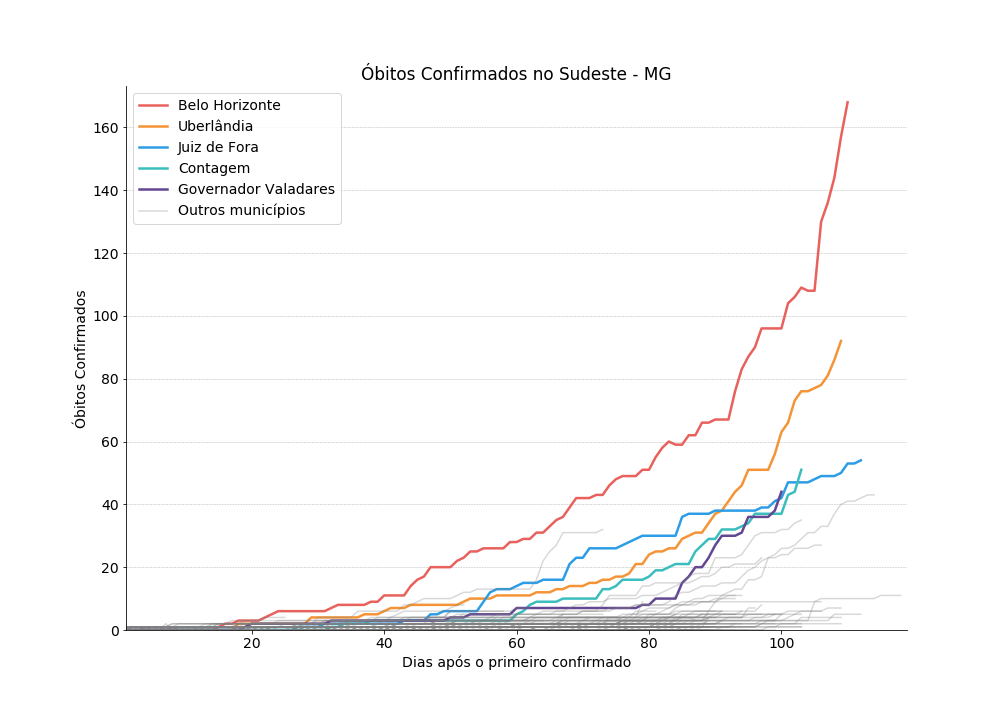 Óbitos Confirmados no Sudeste - MG
Belo Horizonte
Uberlândia
Juiz de Fora
Contagem
Governador Valadares
Outros municípios
Óbitos Confirmados
160
140
120
100
80
60
40
20
0
20 40 60 80 100
Dias após o primeiro confirmado